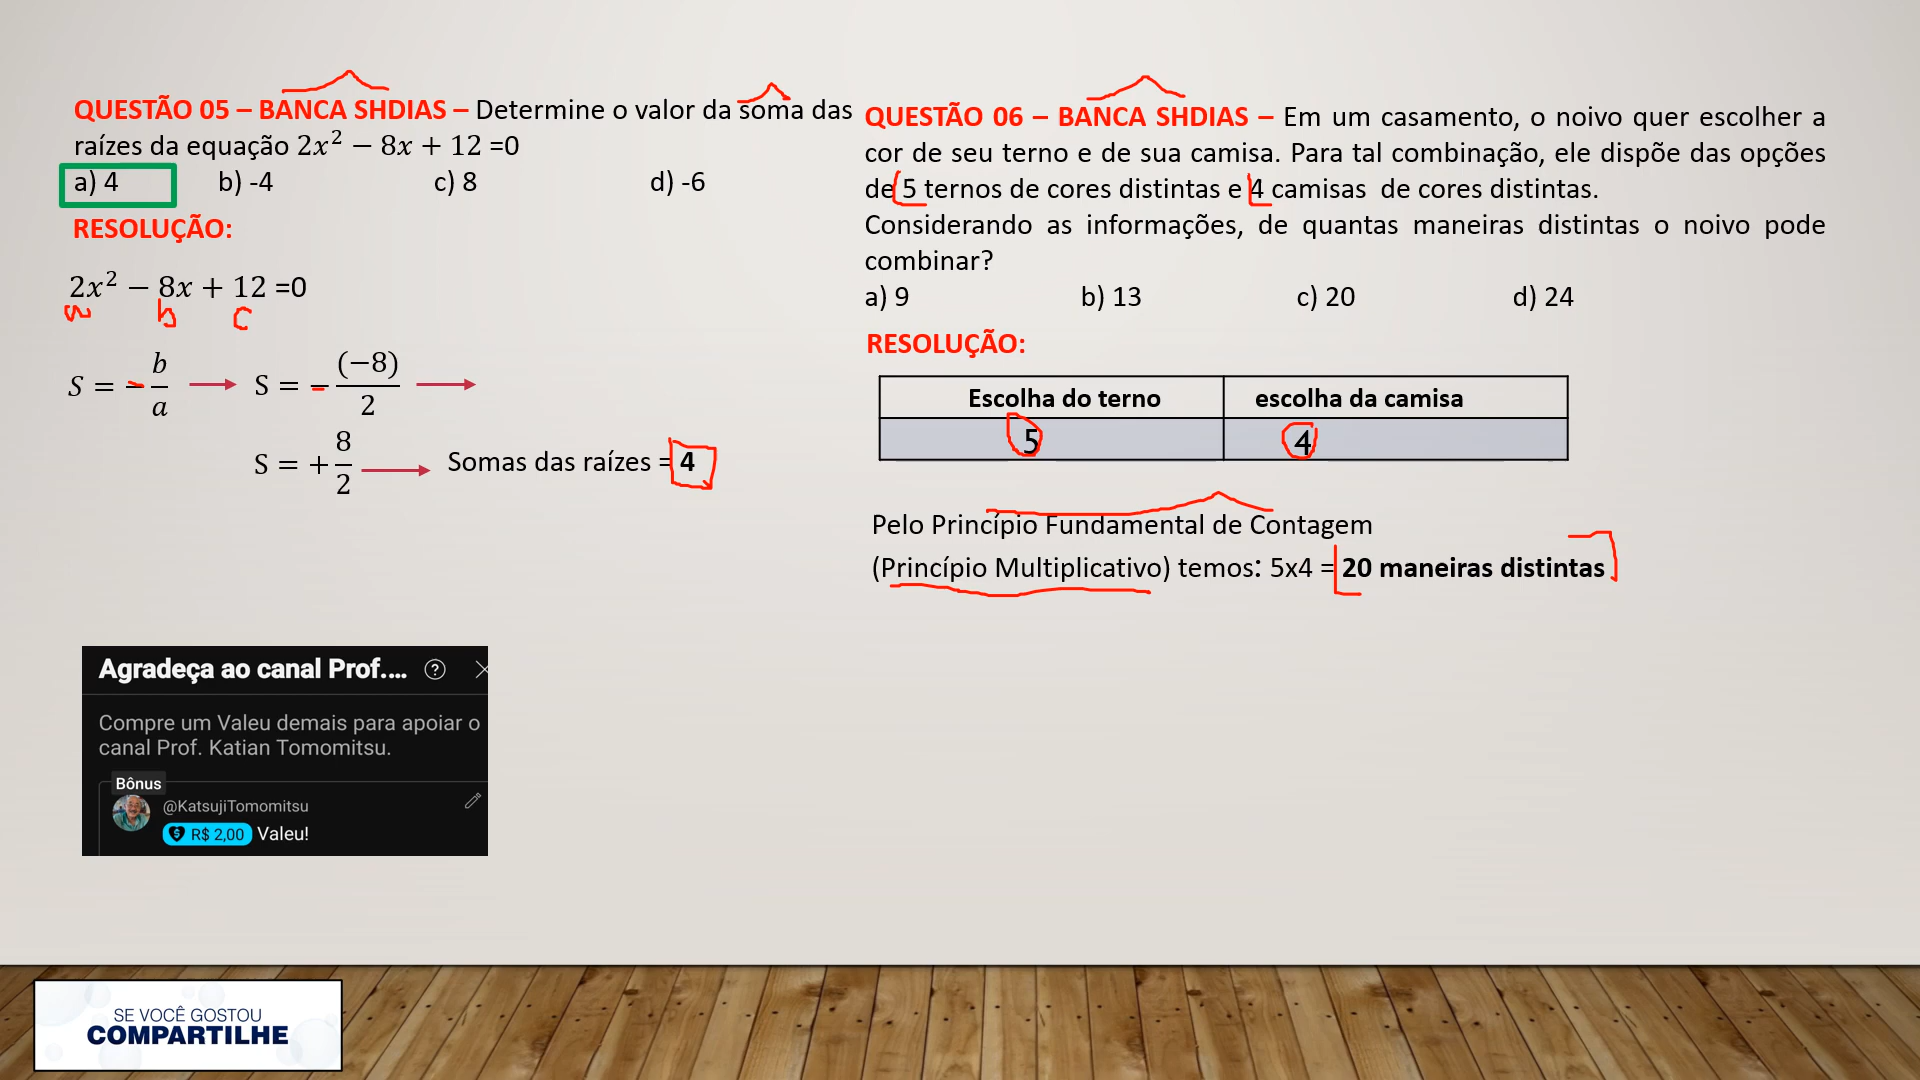 QUESTÃO 05 – BANCA SHDIAS – Determine o valor da soma das
raízes da equação 2x² − 8x + 12 =0
a) 4 b) -4 c) 8 d) -6
RESOLUÇÃO:
2x² − 8x + 12 =0
a b c
S = − b/a S = − (−8)/2
S = + 8/2 Somas das raízes = 4
QUESTÃO 06 – BANCA SHDIAS – Em um casamento, o noivo quer escolher a
cor de seu terno e de sua camisa. Para tal combinação, ele dispõe das opções
de 5 ternos de cores distintas e 4 camisas de cores distintas.
Considerando as informações, de quantas maneiras distintas o noivo pode
combinar?
a) 9 b) 13 c) 20 d) 24
RESOLUÇÃO:
Escolha do terno escolha da camisa
5 4
Pelo Princípio Fundamental de Contagem
(Princípio Multiplicativo) temos: 5x4 = 20 maneiras distintas
Agradeça ao canal Prof....
Compre um Valeu demais para apoiar o
canal Prof. Katian Tomomitsu.
Bônus
@KatsujiTomomitsu
R$ 2,00 Valeu!
SE VOCÊ GOSTOU
COMPARTILHE